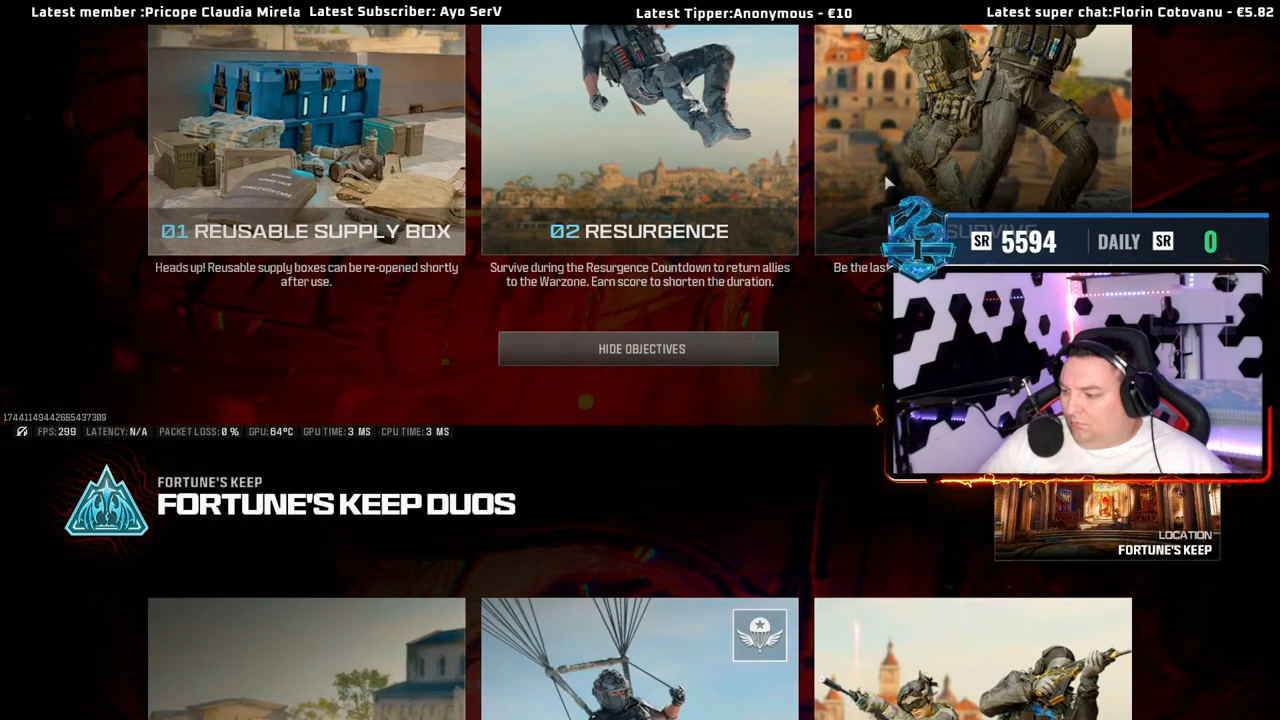 Latest member :Pricope Claudia Mirela
Latest Subscriber: Ayo SerV
Latest Tipper:Anonymous - €10
Latest super chat:Florin Cotovanu - €5.82
01 REUSABLE SUPPLY BOX
02 RESURGENCE
Heads up! Reusable supply boxes can be re-opened shortly
after use.
Survive during the Resurgence Countdown to return allies
to the Warzone. Earn score to shorten the duration.
Be the las
SR 5594
DAILY SR 0
HIDE OBJECTIVES
17441149442665437309
FPS: 299 LATENCY: N/A PACKET LOSS: 0 % GPU: 64°C GPU TIME: 3 MS CPU TIME: 3 MS
FORTUNE'S KEEP
FORTUNE'S KEEP DUOS
LOCATION
FORTUNE'S KEEP